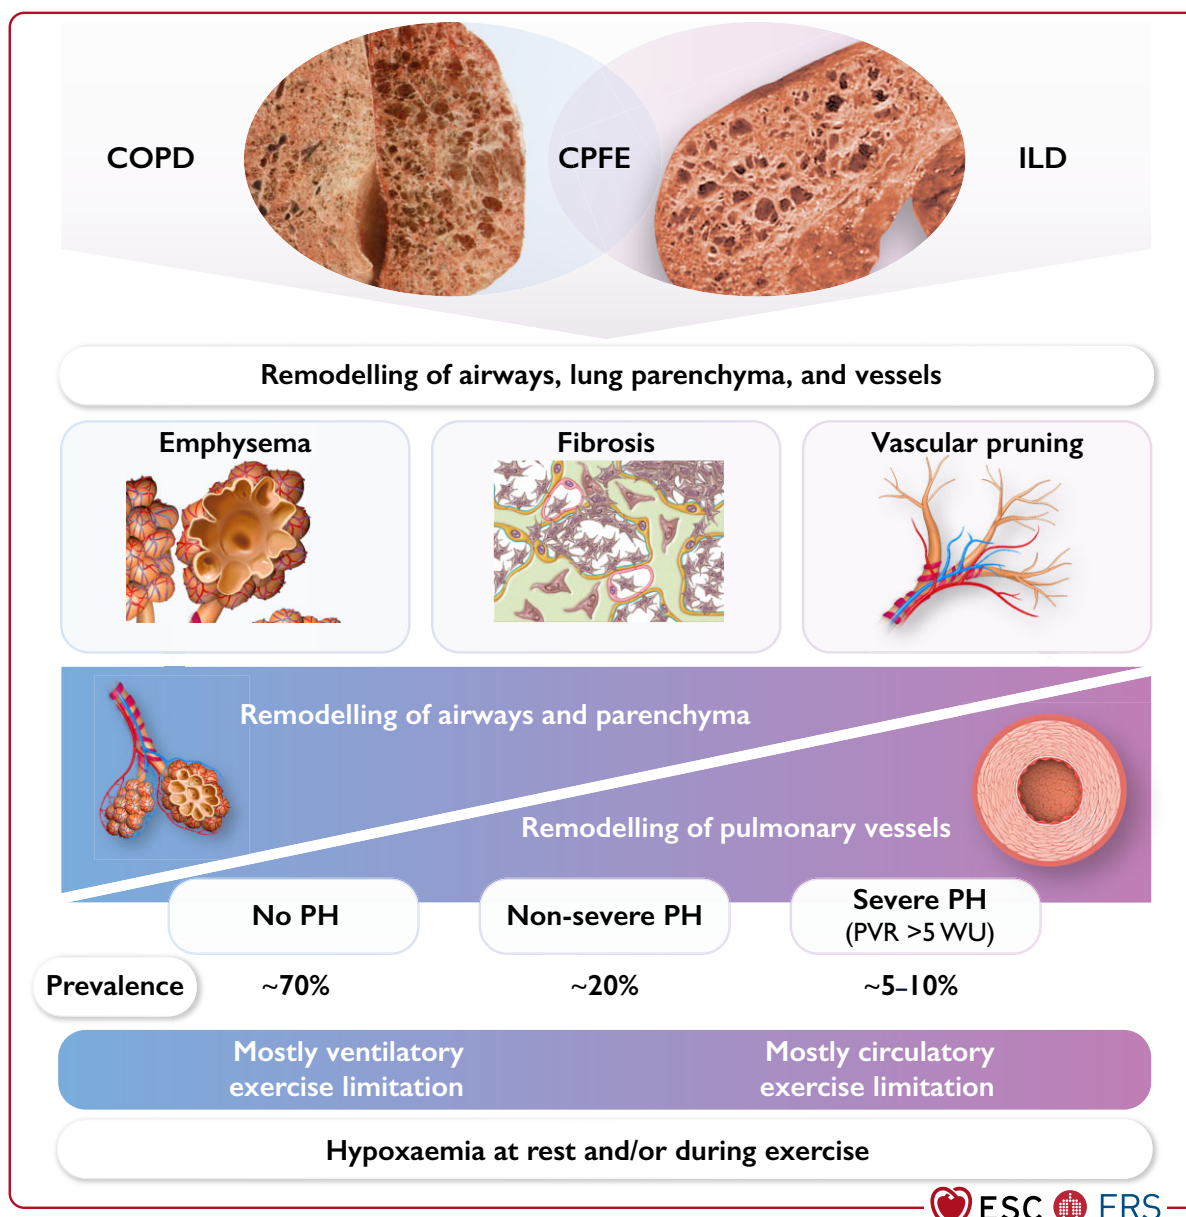 COPD
CPFE
ILD
Remodelling of airways, lung parenchyma, and vessels
Emphysema
Fibrosis
Vascular pruning
Remodelling of airways and parenchyma
Remodelling of pulmonary vessels
No PH
Non-severe PH
Severe PH
(PVR >5 WU)
Prevalence
~70%
~20%
~5–10%
Mostly ventilatory
exercise limitation
Mostly circulatory
exercise limitation
Hypoxaemia at rest and/or during exercise
ESC
ERS